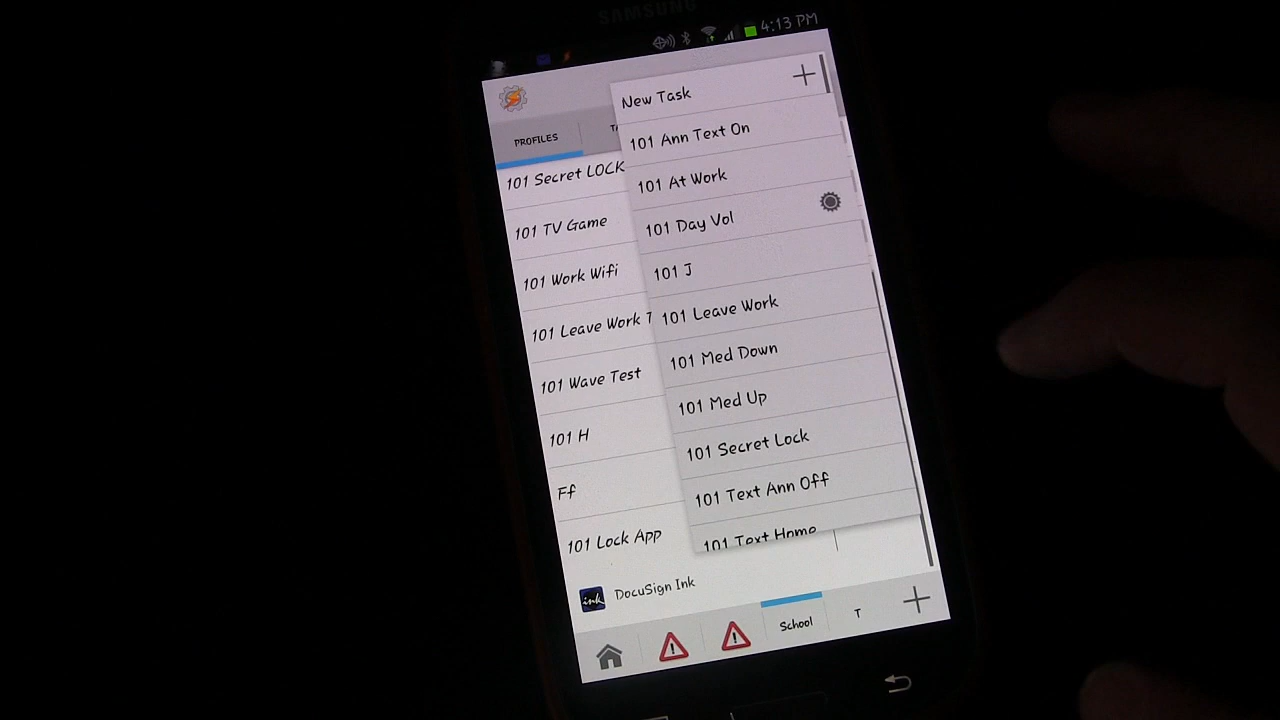 SAMSUNG
4:13 PM
New Task
PROFILES
101 Ann Text On
101 Secret LOCK
101 At Work
101 TV Game
101 Day Vol
101 Work Wifi
101 J
101 Leave Work T
101 Leave Work
101 Wave Test
101 Med Down
101 H
101 Med Up
Ff
101 Secret Lock
101 Lock App
101 Text Ann Off
101 Text Home
ink
DocuSign Ink
School
T